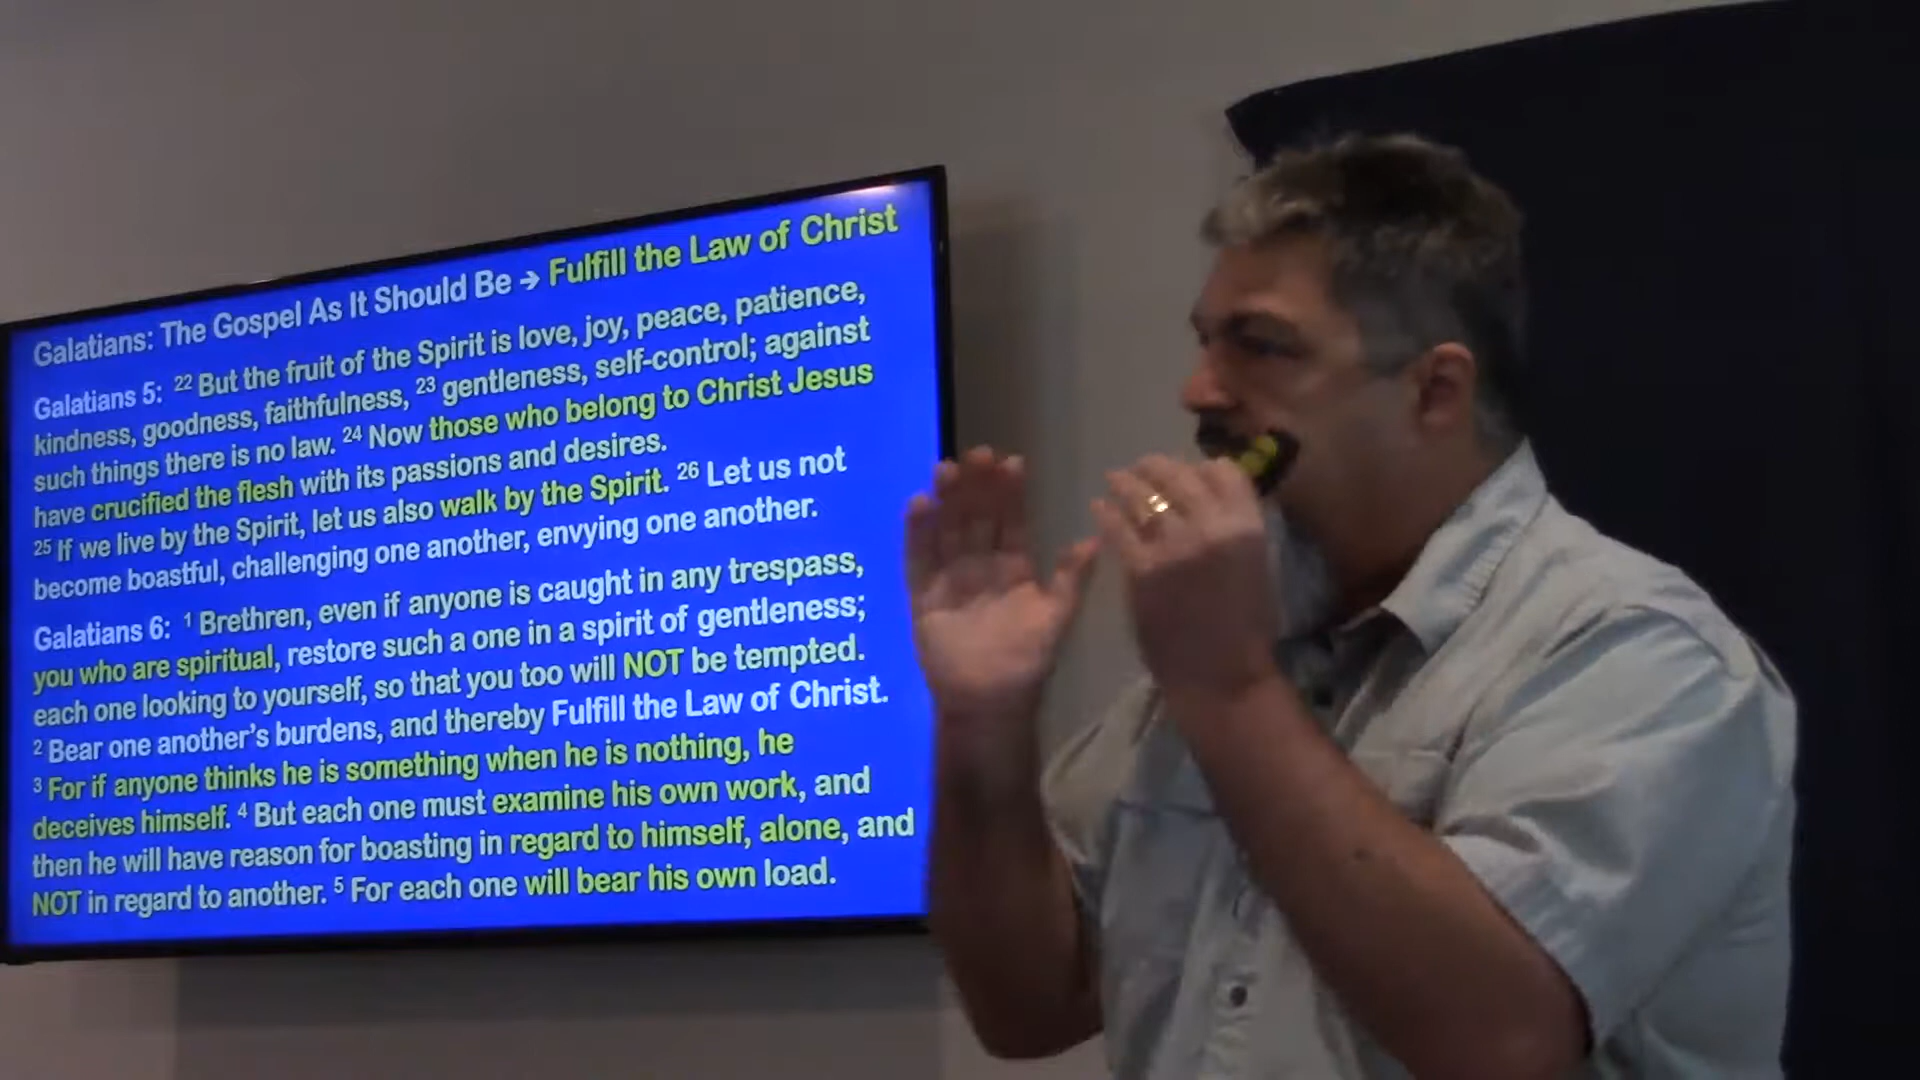 Galatians: The Gospel As It Should Be → Fulfill the Law of Christ
Galatians 5: 22 But the fruit of the Spirit is love, joy, peace, patience,
kindness, goodness, faithfulness, 23 gentleness, self-control; against
such things there is no law. 24 Now those who belong to Christ Jesus
have crucified the flesh with its passions and desires.
25 If we live by the Spirit, let us also walk by the Spirit. 26 Let us not
become boastful, challenging one another, envying one another.
Galatians 6: 1 Brethren, even if anyone is caught in any trespass,
you who are spiritual, restore such a one in a spirit of gentleness;
each one looking to yourself, so that you too will NOT be tempted.
2 Bear one another's burdens, and thereby Fulfill the Law of Christ.
3 For if anyone thinks he is something when he is nothing, he
deceives himself. 4 But each one must examine his own work, and
then he will have reason for boasting in regard to himself, alone, and
NOT in regard to another. 5 For each one will bear his own load.